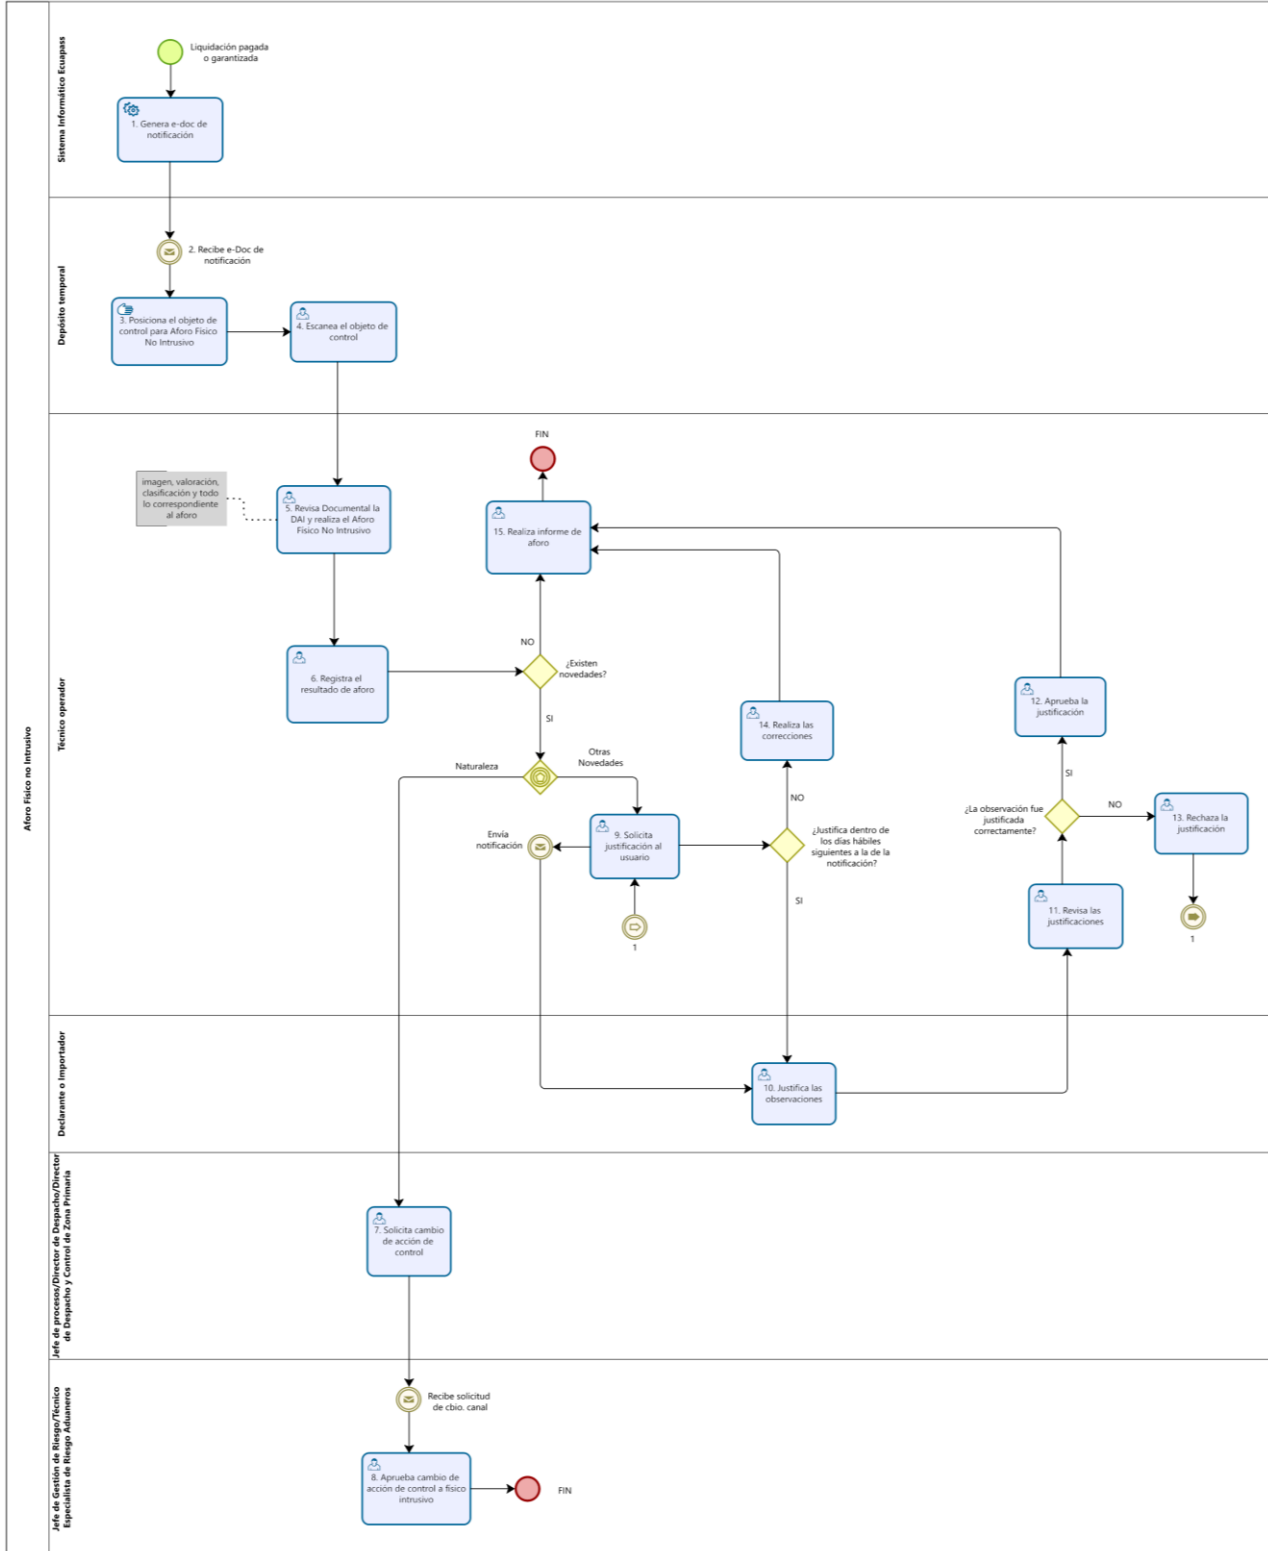 Aforo Físico no Intrusivo
Sistema Informático Ecuapass
Liquidación pagada
o garantizada
1. Genera e-doc de
notificación
Depósito temporal
2. Recibe e-Doc de
notificación
3. Posiciona el objeto de
control para Aforo Físico
No Intrusivo
4. Escanea el objeto de
control
Técnico operador
imagen, valoración,
clasificación y todo
lo correspondiente
al aforo
5. Revisa Documental la
DAI y realiza el Aforo
Físico No Intrusivo
6. Registra el
resultado de aforo
FIN
15. Realiza informe de
aforo
NO
¿Existen
novedades?
SI
Naturaleza
Otras
Novedades
Envía
notificación
9. Solicita
justificación al
usuario
1
14. Realiza las
correcciones
NO
¿Justifica dentro de
los días hábiles
siguientes a la de la
notificación?
SI
12. Aprueba la
justificación
SI
¿La observación fue
justificada
correctamente?
NO
13. Rechaza la
justificación
11. Revisa las
justificaciones
1
Declarante o Importador
10. Justifica las
observaciones
Jefe de procesos/Director de Despacho/Director
de Despacho y Control de Zona Primaria
7. Solicita cambio
de acción de
control
Jefe de Gestión de Riesgo/Técnico
Especialista de Riesgo Aduaneros
Recibe solicitud
de cbio. canal
8. Aprueba cambio de
acción de control a físico
intrusivo
FIN